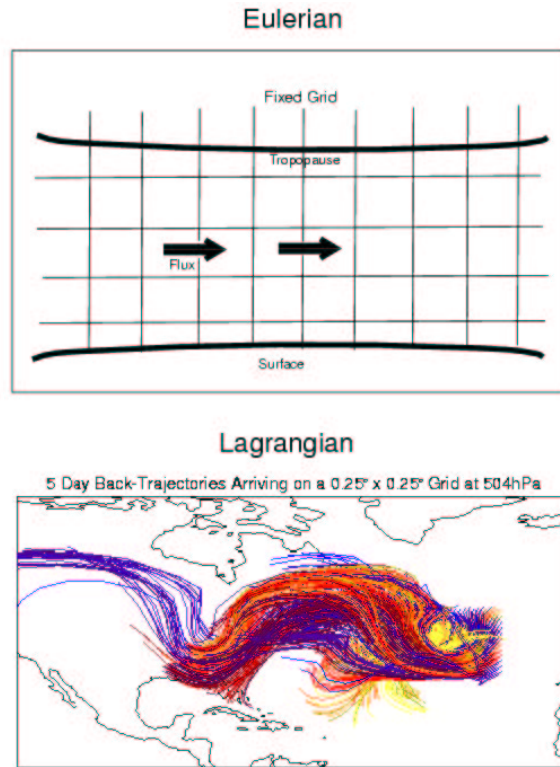 Eulerian
Fixed Grid
Tropopause
Flux
Surface
Lagrangian
5 Day Back-Trajectories Arriving on a 0.25° x 0.25° Grid at 504hPa